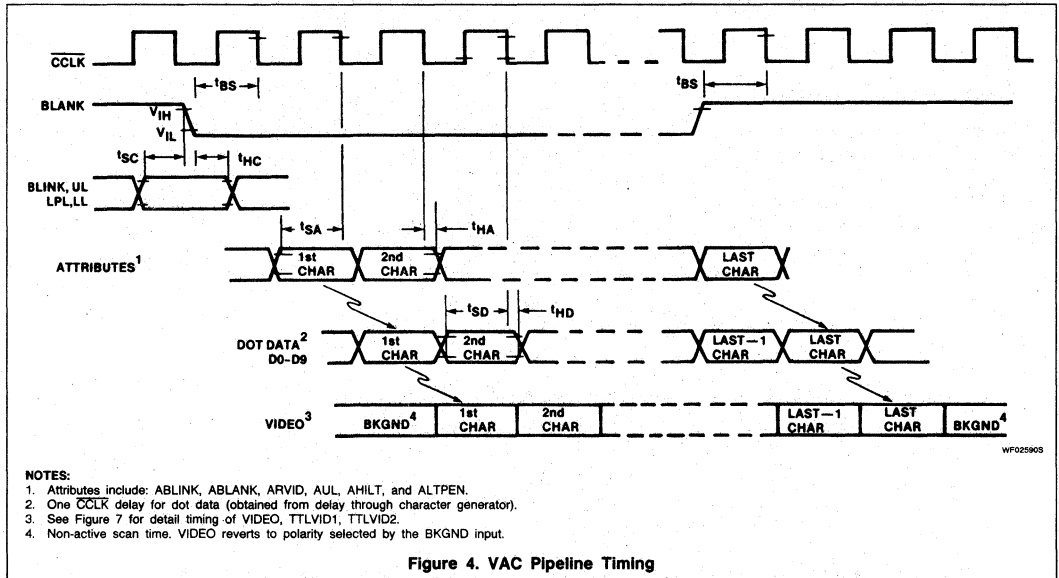 CCLK
tBS
tBS
BLANK
VIH
VIL
tSC
tHC
BLINK, UL
LPL, LL
tSA
tHA
ATTRIBUTES1
1st
CHAR
2nd
CHAR
LAST
CHAR
tSD
tHD
DOT DATA2
D0-D9
1st
CHAR
2nd
CHAR
LAST—1
CHAR
LAST
CHAR
VIDEO3
BKGND4
1st
CHAR
2nd
CHAR
LAST—1
CHAR
LAST
CHAR
BKGND4
WF02590S
NOTES:
1. Attributes include: ABLINK, ABLANK, ARVID, AUL, AHILT, and ALTPEN.
2. One CCLK delay for dot data (obtained from delay through character generator).
3. See Figure 7 for detail timing of VIDEO, TTLVID1, TTLVID2.
4. Non-active scan time. VIDEO reverts to polarity selected by the BKGND input.
Figure 4. VAC Pipeline Timing